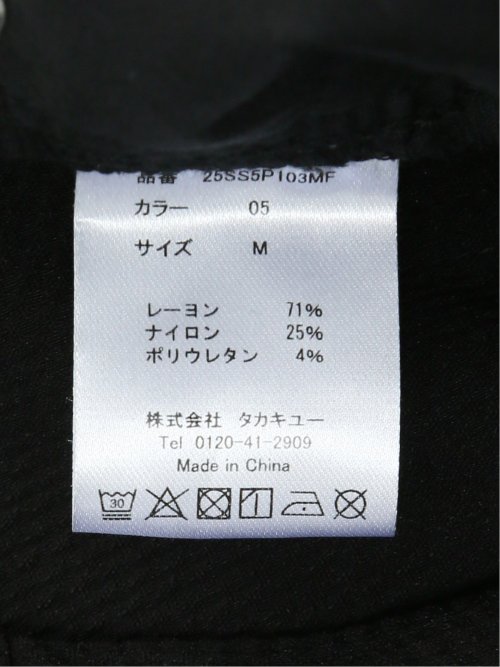 品番 25SS5P103MF
カラー 05
サイズ M
レーヨン 71%
ナイロン 25%
ポリウレタン 4%
株式会社 タカキユー
Tel 0120-41-2909
Made in China
30